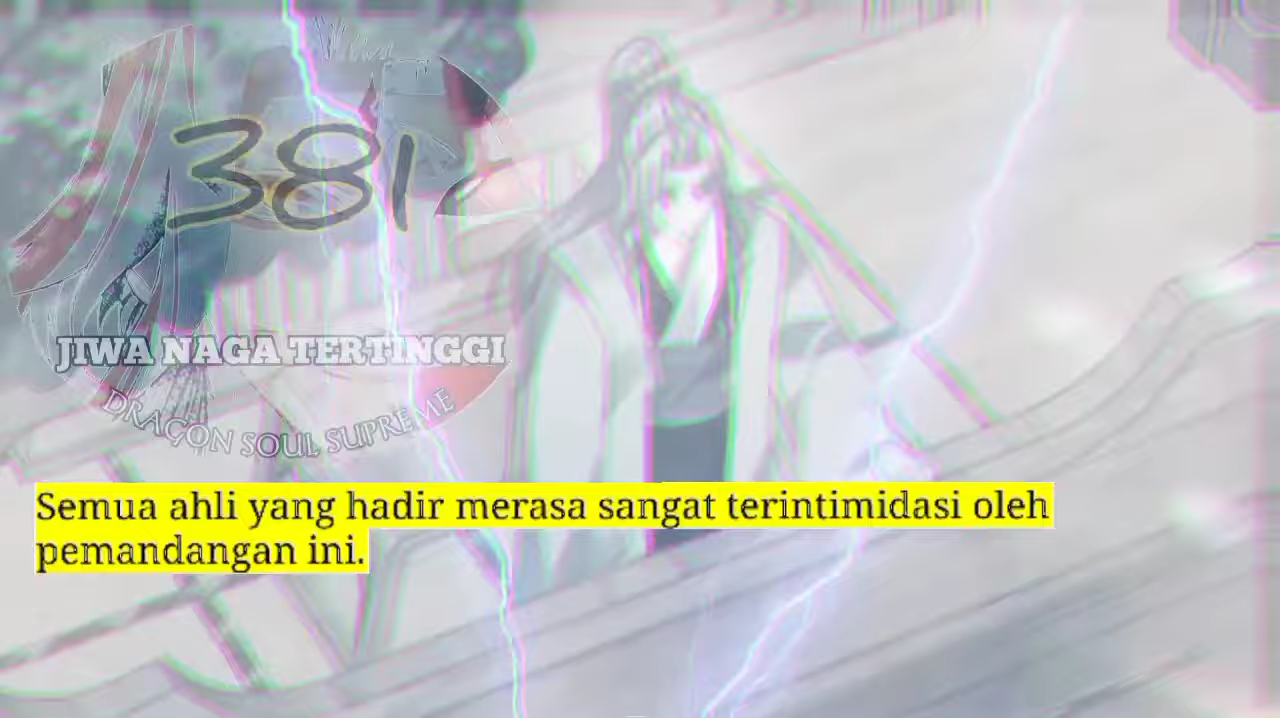 381
JIWA NAGA TERTINGGI
DRAGON SOUL SUPREME
Semua ahli yang hadir merasa sangat terintimidasi oleh
pemandangan ini.